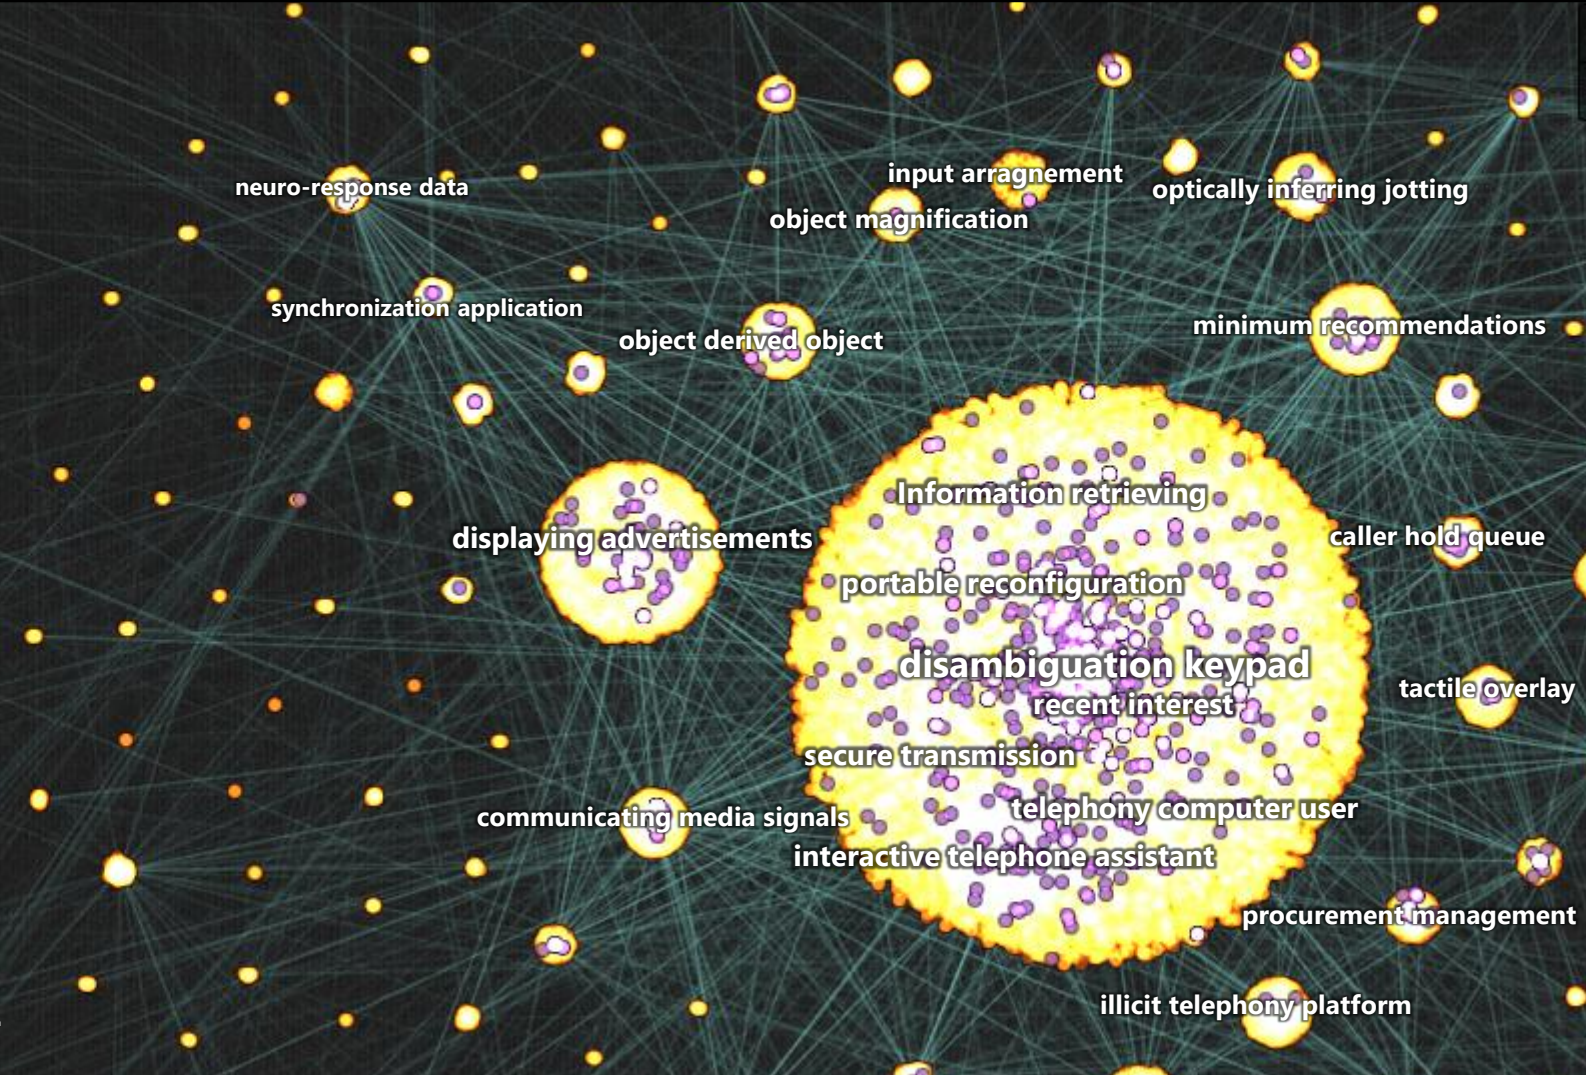 input arragnement
neuro-response data
optically inferring jotting
object magnification
synchronization application
minimum recommendations
object derived object
Information retrieving
caller hold queue
displaying advertisements
portable reconfiguration
disambiguation keypad
tactile overlay
recent interest
secure transmission
telephony computer user
communicating media signals
interactive telephone assistant
procurement management
illicit telephony platform